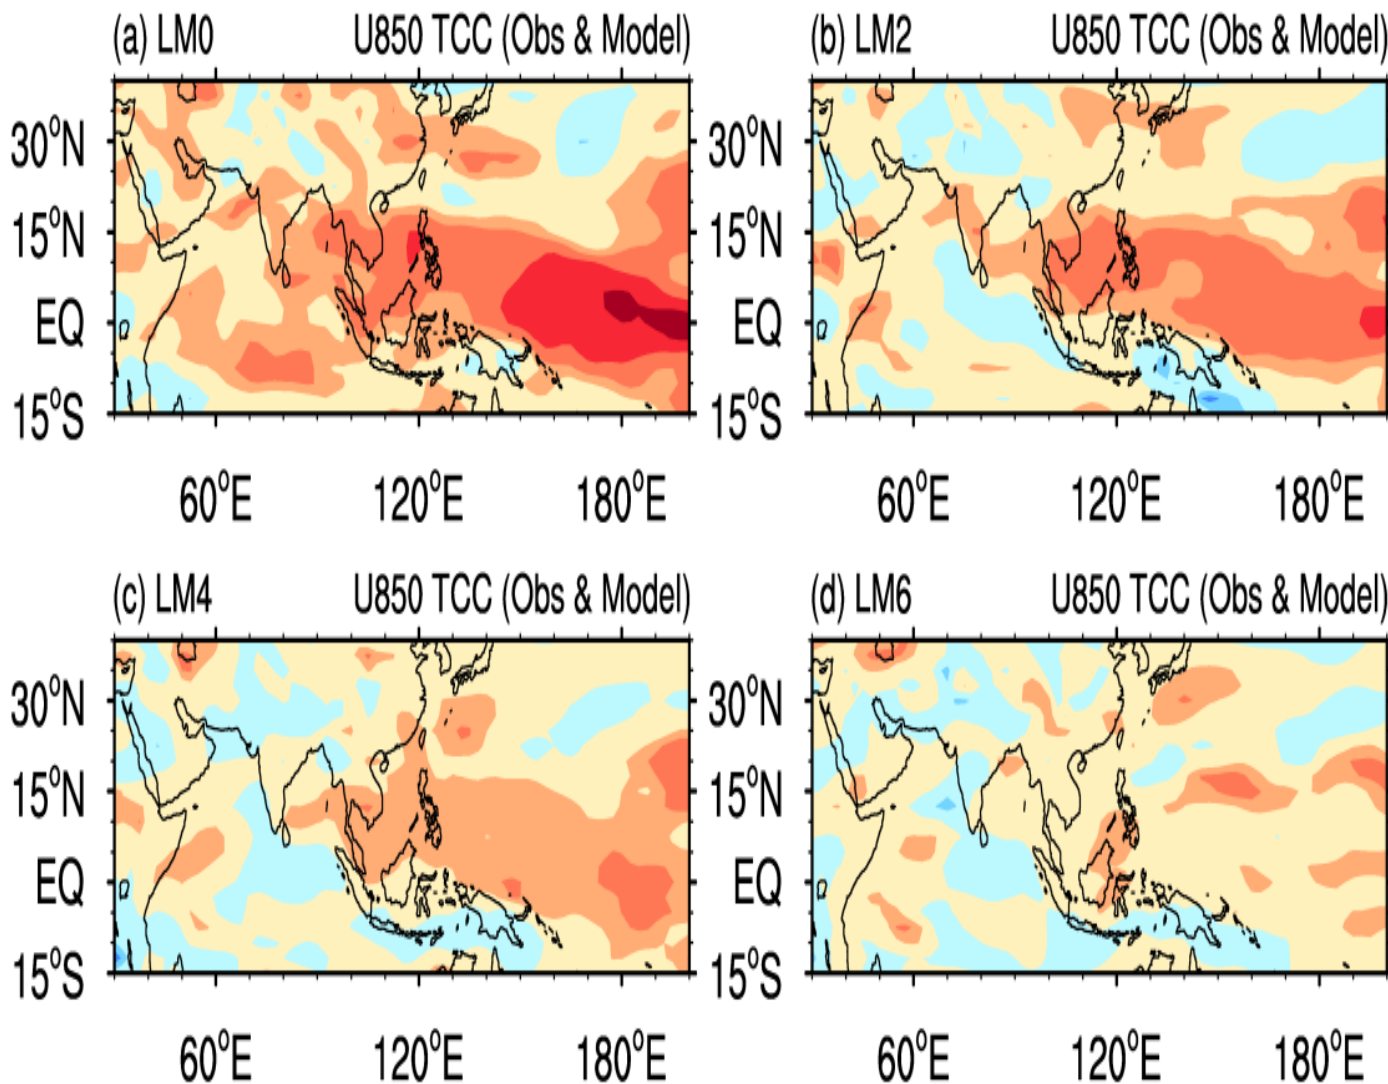 (a) LM0 U850 TCC (Obs & Model)
(b) LM2 U850 TCC (Obs & Model)
30°N
15°N
EQ
15°S
60°E 120°E 180°E
30°N
15°N
EQ
15°S
60°E 120°E 180°E
(c) LM4 U850 TCC (Obs & Model)
(d) LM6 U850 TCC (Obs & Model)
30°N
15°N
EQ
15°S
60°E 120°E 180°E
30°N
15°N
EQ
15°S
60°E 120°E 180°E